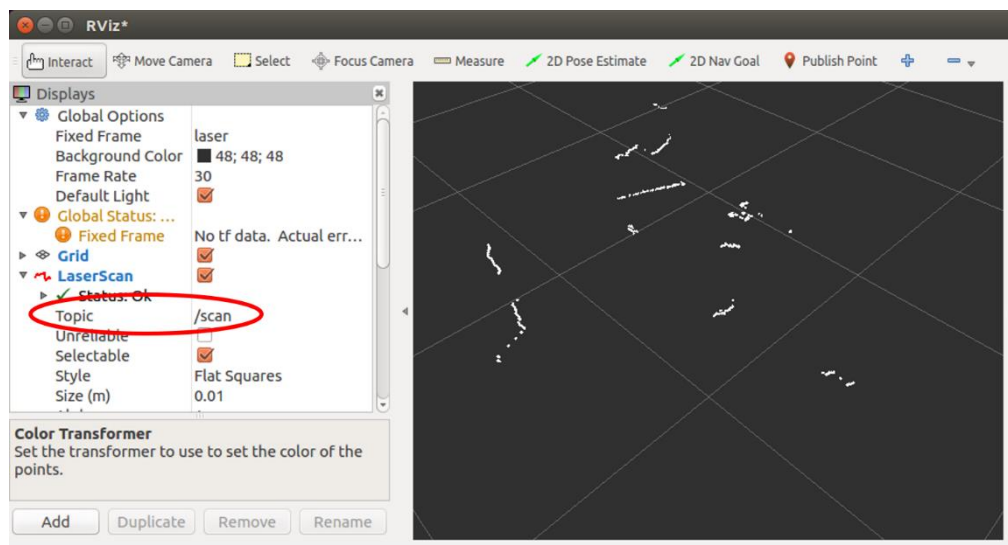 RViz*
Interact Move Camera Select Focus Camera Measure 2D Pose Estimate 2D Nav Goal Publish Point
Displays
Global Options
Fixed Frame laser
Background Color 48; 48; 48
Frame Rate 30
Default Light
Global Status: ...
Fixed Frame No tf data. Actual err...
Grid
LaserScan
Status: Ok
Topic /scan
Unreliable
Selectable
Style Flat Squares
Size (m) 0.01
Color Transformer
Set the transformer to use to set the color of the
points.
Add Duplicate Remove Rename